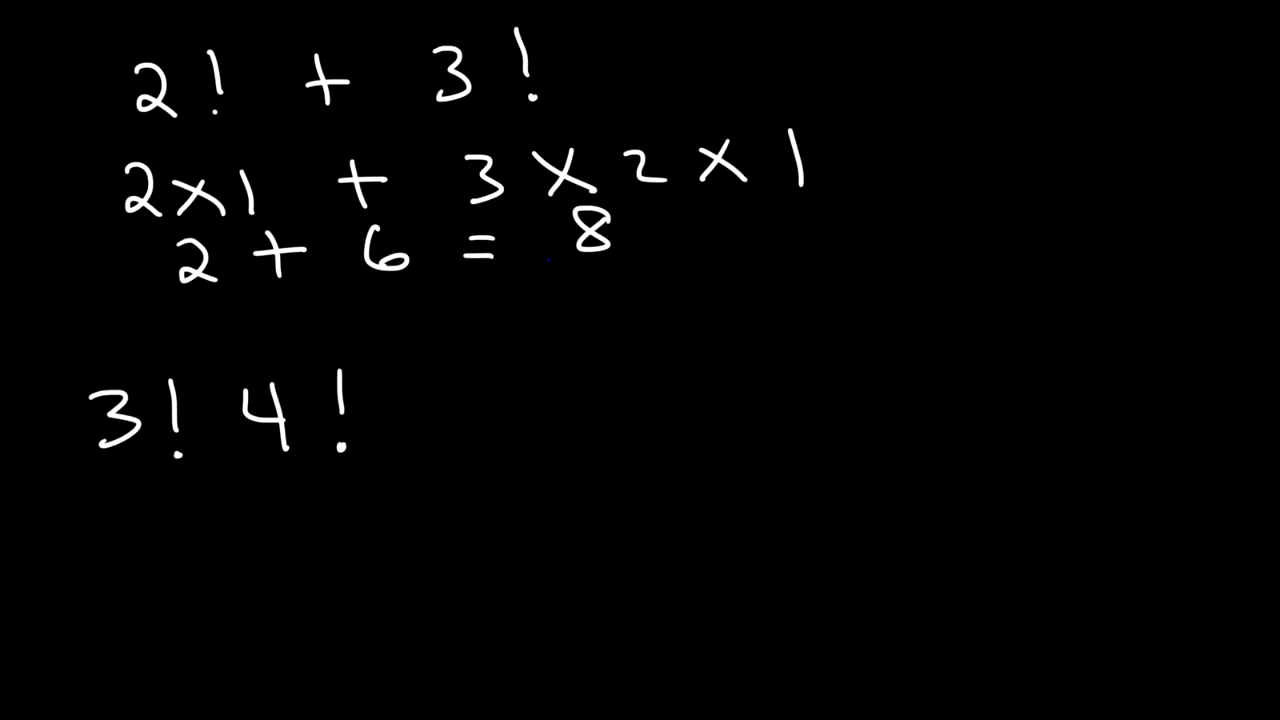 2! + 3!
2x1 + 3 x 2 x 1
2 + 6 = 8
3! 4!